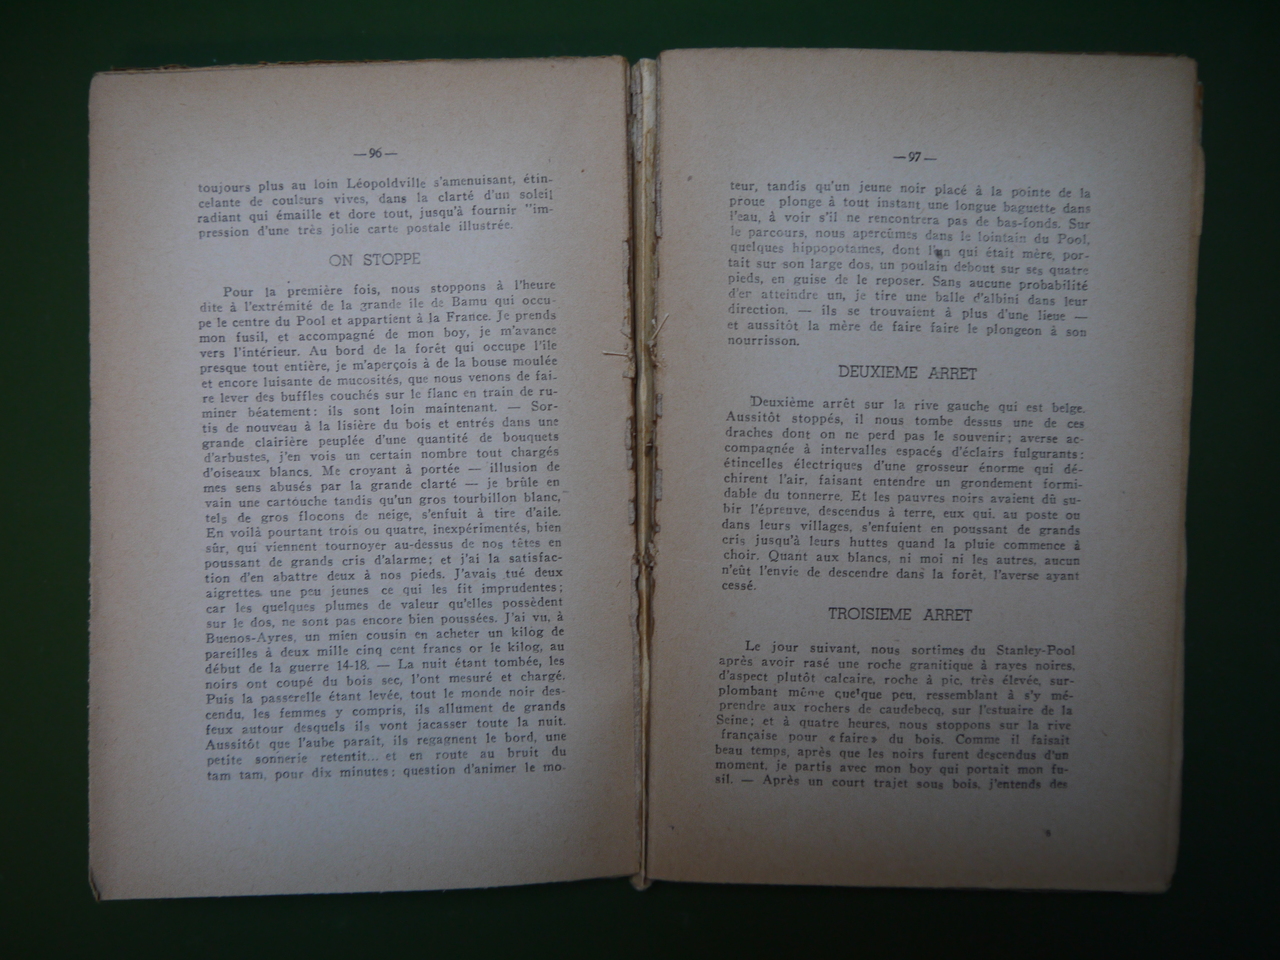 —96—
toujours plus au loin Léopoldville s'amenuisant, étin-
celante de couleurs vives, dans la clarté d'un soleil
radiant qui émaille et dore tout, jusqu'à fournir "im-
pression d'une très jolie carte postale illustrée.
ON STOPPE
Pour la première fois, nous stoppons à l'heure
dite à l'extrémité de la grande ile de Bamu qui occu-
pe le centre du Pool et appartient à la France. Je prends
mon fusil, et accompagné de mon boy, je m'avance
vers l'intérieur. Au bord de la forêt qui occupe l'île
presque tout entière, je m'aperçois à de la bouse moulée
et encore luisante de mucosités, que nous venons de fai-
re lever des buffles couchés sur le flanc en train de ru-
miner béatement: ils sont loin maintenant. — Sor-
tis de nouveau à la lisière du bois et entrés dans une
grande clairière peuplée d'une quantité de bouquets
d'arbustes, j'en vois un certain nombre tout chargés
d'oiseaux blancs. Me croyant à portée — illusion de
mes sens abusés par la grande clarté — je brûle en
vain une cartouche tandis qu'un gros tourbillon blanc,
tels de gros flocons de neige, s'enfuit à tire d'aile.
En voilà pourtant trois ou quatre, inexpérimentés, bien
sûr, qui viennent tournoyer au-dessus de nos têtes en
poussant de grands cris d'alarme; et j'ai la satisfac-
tion d'en abattre deux à nos pieds. J'avais tué deux
aigrettes une peu jeunes ce qui les fit imprudentes;
car les quelques plumes de valeur qu'elles possèdent
sur le dos, ne sont pas encore bien poussées. J'ai vu, à
Buenos-Ayres, un mien cousin en acheter un kilog de
pareilles à deux mille cinq cent francs or le kilog, au
début de la guerre 14-18. — La nuit étant tombée, les
noirs ont coupé du bois sec, l'ont mesuré et chargé.
Puis la passerelle étant levée, tout le monde noir des-
cendu, les femmes y compris, ils allument de grands
feux autour desquels ils vont jacasser toute la nuit.
Aussitôt que l'aube parait, ils regagnent le bord, une
petite sonnerie retentit... et en route au bruit du
tam tam, pour dix minutes: question d'animer le mo-
—97—
teur, tandis qu'un jeune noir placé à la pointe de la
proue plonge à tout instant une longue baguette dans
l'eau, à voir s'il ne rencontrera pas de bas-fonds. Sur
le parcours, nous apercûmes dans le lointain du Pool,
quelques hippopotames, dont l'un qui était mère, por-
tait sur son large dos, un poulain debout sur ses quatre
pieds, en guise de le reposer. Sans aucune probabilité
d'er atteindre un, je tire une balle d'albini dans leur
direction. — ils se trouvaient à plus d'une lieue —
et aussitôt la mère de faire faire le plongeon à son
nourrisson.
DEUXIEME ARRET
Deuxième arrêt sur la rive gauche qui est belge.
Aussitôt stoppés, il nous tombe dessus une de ces
draches dont on ne perd pas le souvenir; averse ac-
compagnée à intervalles espacés d'éclairs fulgurants:
étincelles électriques d'une grosseur énorme qui dé-
chirent l'air, faisant entendre un grondement formi-
dable du tonnerre. Et les pauvres noirs avaient dû su-
bir l'épreuve, descendus à terre, eux qui, au poste ou
dans leurs villages, s'enfuient en poussant de grands
cris jusqu'à leurs huttes quand la pluie commence à
choir. Quant aux blancs, ni moi ni les autres, aucun
n'eût l'envie de descendre dans la forêt, l'averse ayant
cessé.
TROISIEME ARRET
Le jour suivant, nous sortimes du Stanley-Pool
après avoir rasé une roche granitique à rayes noires,
d'aspect plutôt calcaire, roche à pic, très élevée, sur-
plombant même quelque peu, ressemblant à s'y mé-
prendre aux rochers de caudebecq, sur l'estuaire de la
Seine; et à quatre heures, nous stoppons sur la rive
française pour «faire» du bois. Comme il faisait
beau temps, après que les noirs furent descendus d'un
moment, je partis avec mon boy qui portait mon fu-
sil. — Après un court trajet sous bois, j'entends des